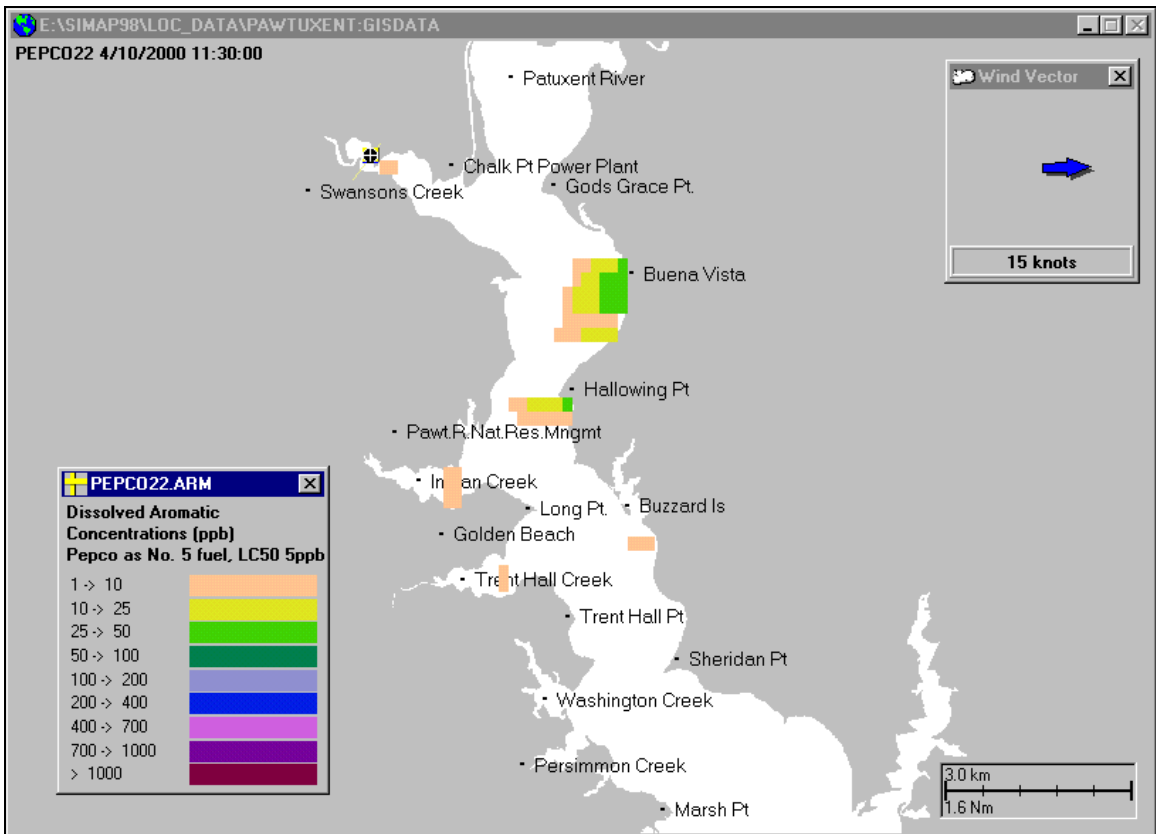 E:\SIMAP98\LOC_DATA\PAWTUXENT:GISDATA
PEPCO22 4/10/2000 11:30:00
Wind Vector
15 knots
Patuxent River
Chalk Pt Power Plant
Gods Grace Pt.
Swansons Creek
Buena Vista
Hallowing Pt
Pawt.R.Nat.Res.Mngmt
Indian Creek
Long Pt.
Buzzard Is
Golden Beach
Trent Hall Creek
Trent Hall Pt
Sheridan Pt
Washington Creek
Persimmon Creek
Marsh Pt
PEPCO22.ARM
Dissolved Aromatic
Concentrations (ppb)
Pepco as No. 5 fuel, LC50 5ppb
1 -> 10
10 -> 25
25 -> 50
50 -> 100
100 -> 200
200 -> 400
400 -> 700
700 -> 1000
> 1000
3.0 km
1.6 Nm